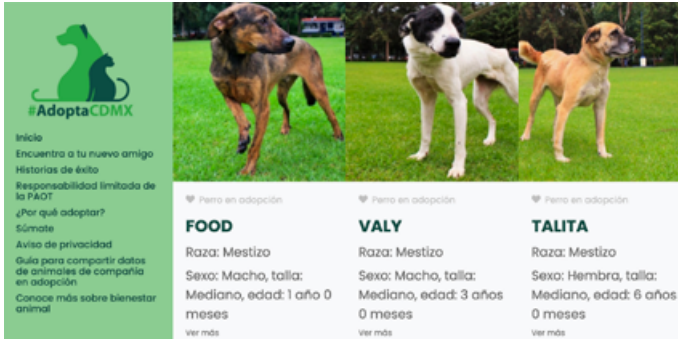 #AdoptaCDMX
Inicio
Encuentra a tu nuevo amigo
Historias de éxito
Responsabilidad limitada de
la PAOT
¿Por qué adoptar?
Súmate
Aviso de privacidad
Guía para compartir datos
de animales de compañía
en adopción
Conoce más sobre bienestar
animal
Perro en adopción
FOOD
Raza: Mestizo
Sexo: Macho, talla:
Mediano, edad: 1 año 0
meses
Ver más
Perro en adopción
VALY
Raza: Mestizo
Sexo: Macho, talla:
Mediano, edad: 3 años
0 meses
Ver más
Perro en adopción
TALITA
Raza: Mestizo
Sexo: Hembra, talla:
Mediano, edad: 6 años
0 meses
Ver más